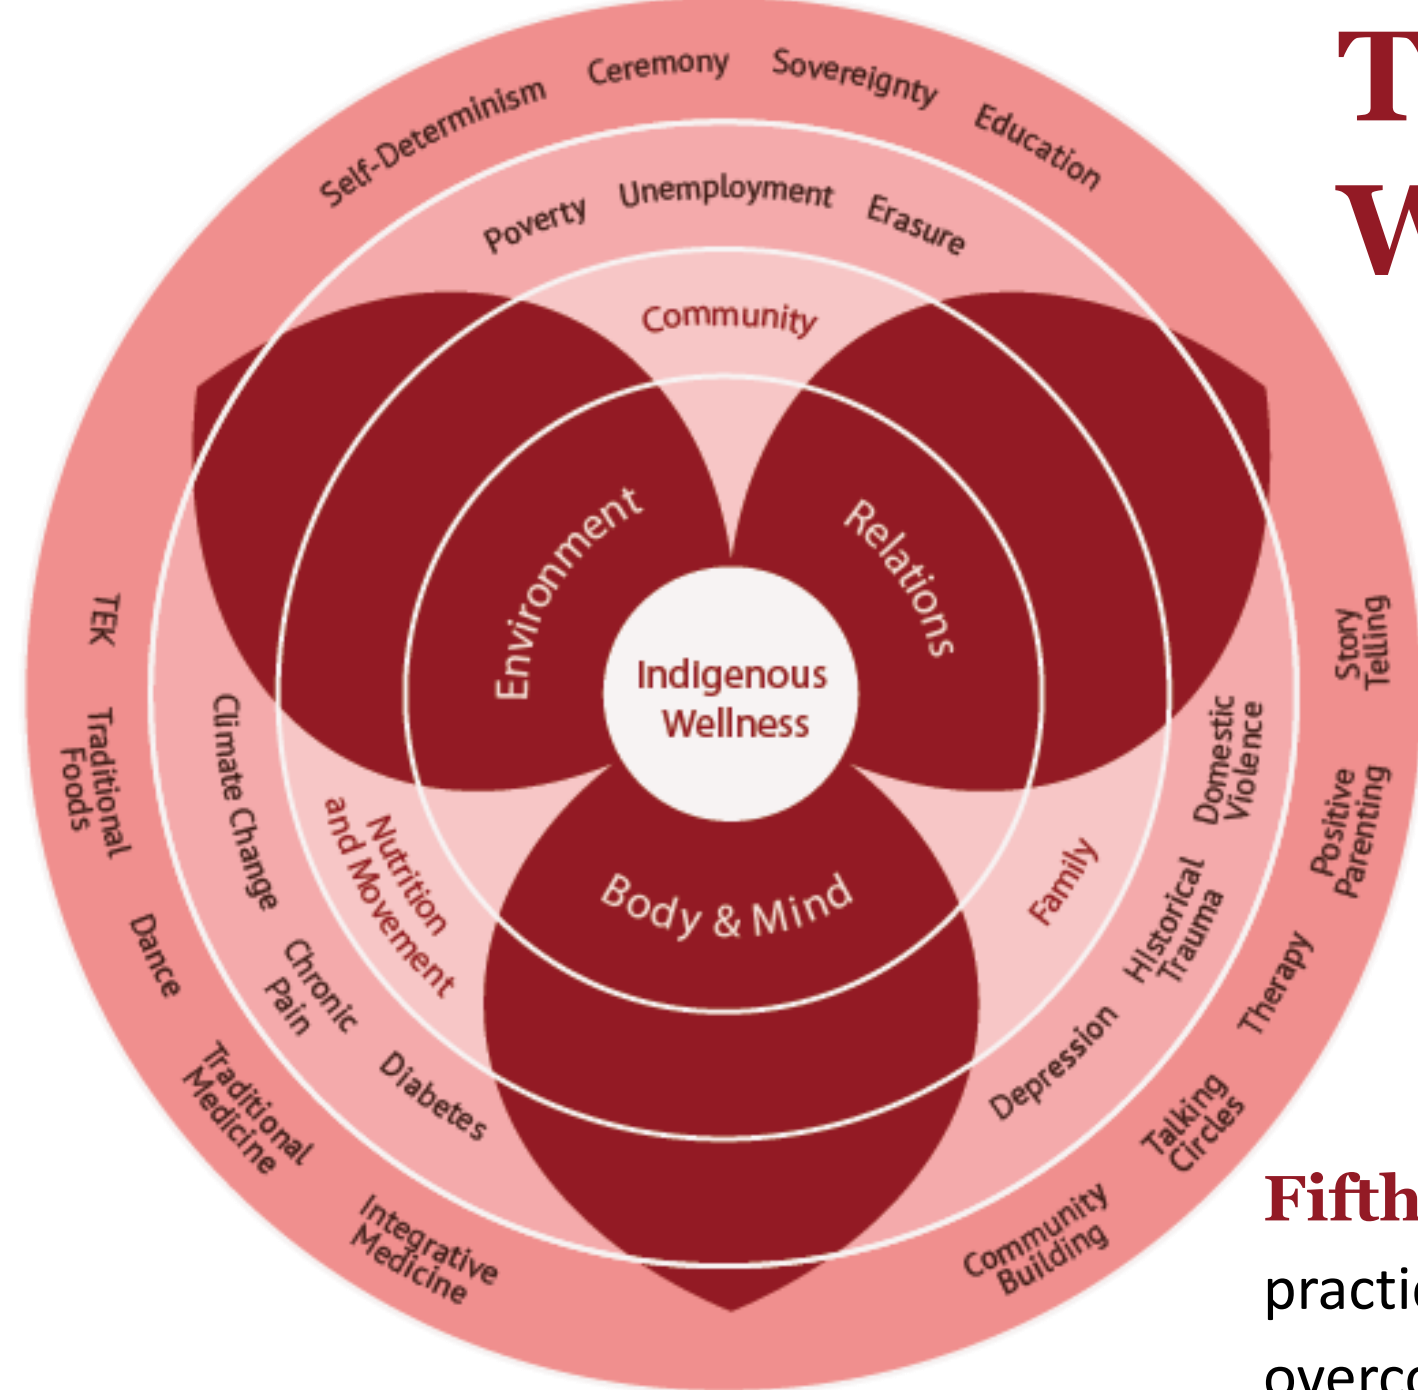 Self-Determinism
Ceremony
Sovereignty
Education
Poverty
Unemployment
Erasure
Community
Environment
Relations
Indigenous
Wellness
Body & Mind
Nutrition
and Movement
Family
Climate Change
Chronic
Pain
Diabetes
Domestic
Violence
Historical
Trauma
Depression
TEK
Traditional
Foods
Dance
Traditional
Medicine
Integrative
Medicine
Story
Telling
Positive
Parenting
Therapy
Talking
Circles
Community
Building
T
W
Fifth
practic
overco